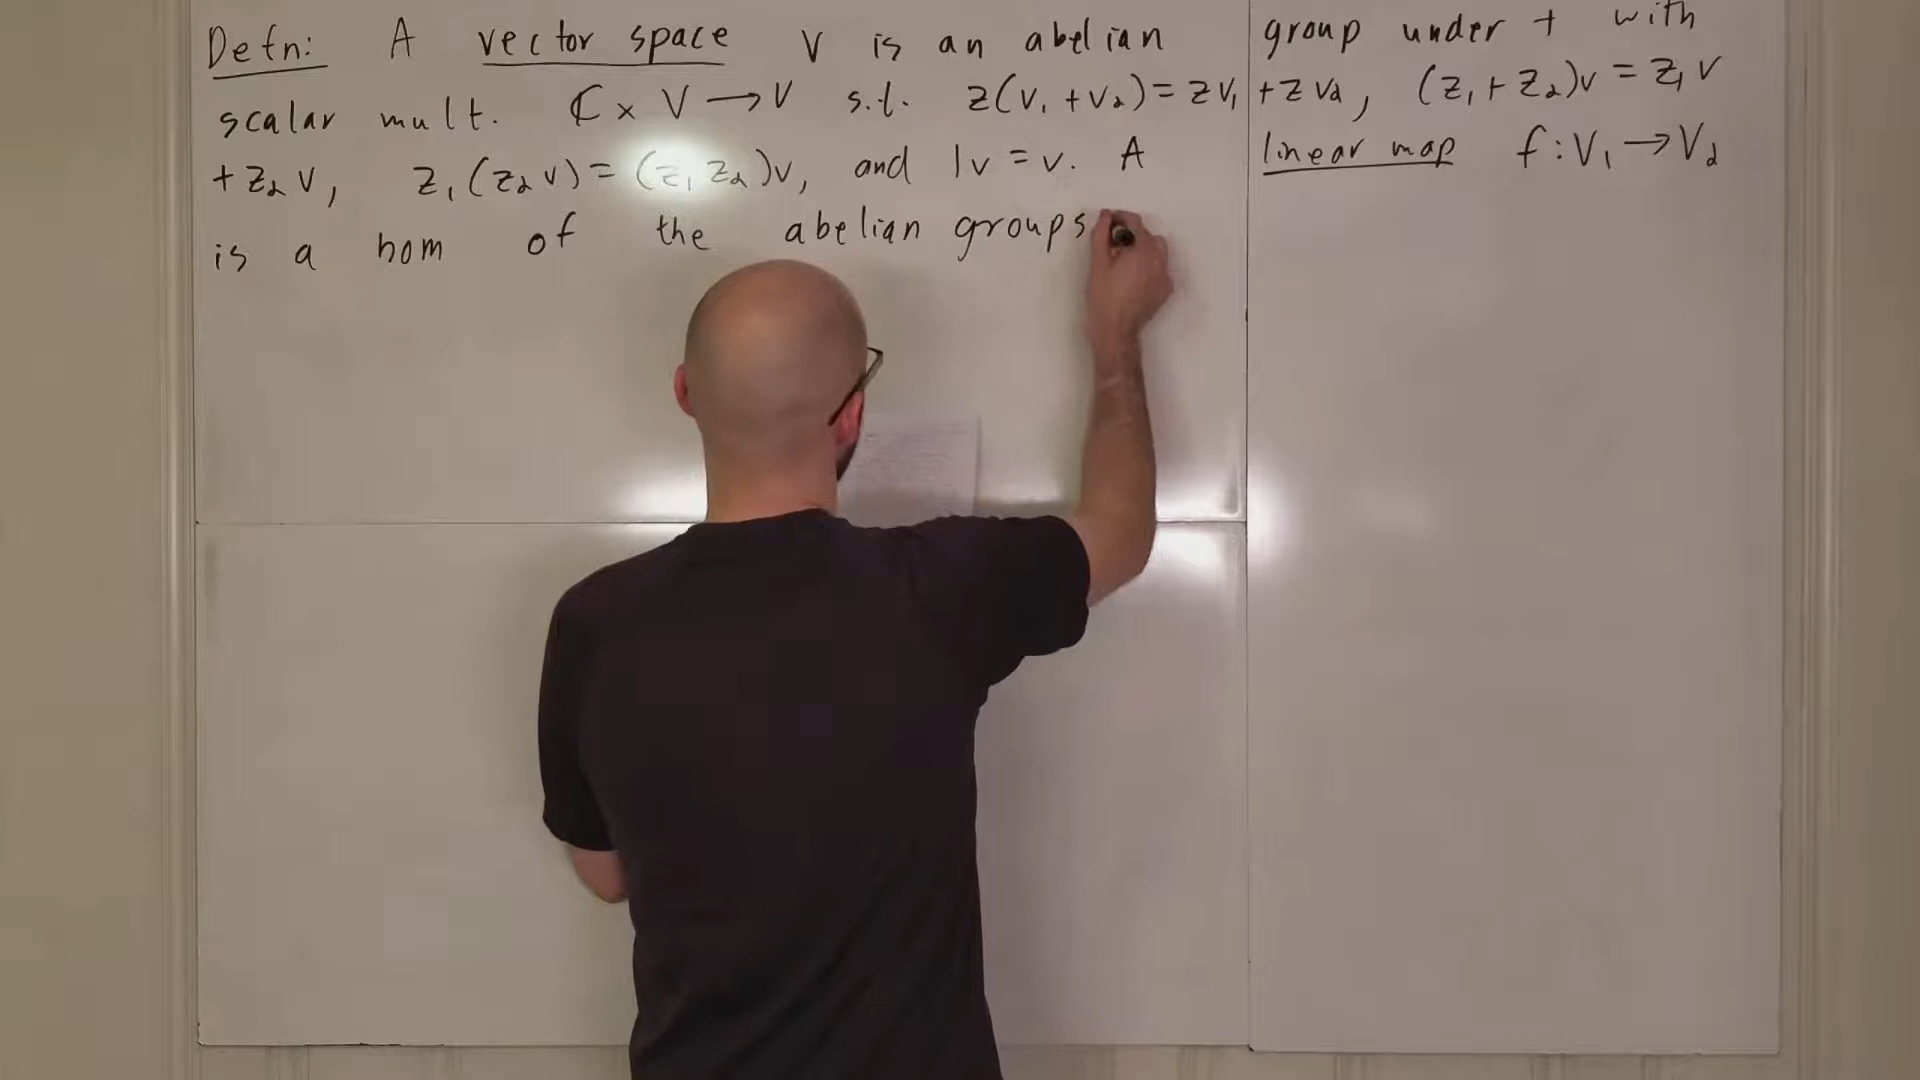 Defn: A vector space V is an abelian group under + with
scalar mult. ℂ × V → V s.t. z(v₁ + v₂) = zv₁ + zv₂, (z₁ + z₂)v = z₁v
+ z₂v, z₁(z₂v) = (z₁z₂)v, and 1v = v. A linear map f : V₁ → V₂
is a hom of the abelian groups